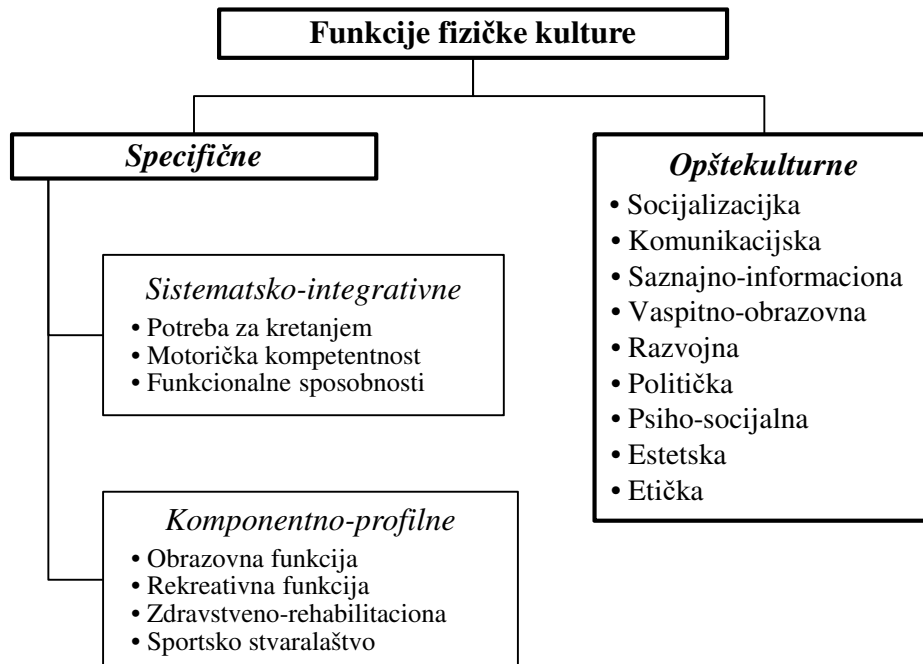 Funkcije fizičke kulture
Specifične
Sistematsko-integrativne
• Potreba za kretanjem
• Motorička kompetentnost
• Funkcionalne sposobnosti
Komponentno-profilne
• Obrazovna funkcija
• Rekreativna funkcija
• Zdravstveno-rehabilitaciona
• Sportsko stvaralaštvo
Opštekulturne
• Socijalizacijka
• Komunikacijska
• Saznajno-informaciona
• Vaspitno-obrazovna
• Razvojna
• Politička
• Psiho-socijalna
• Estetska
• Etička